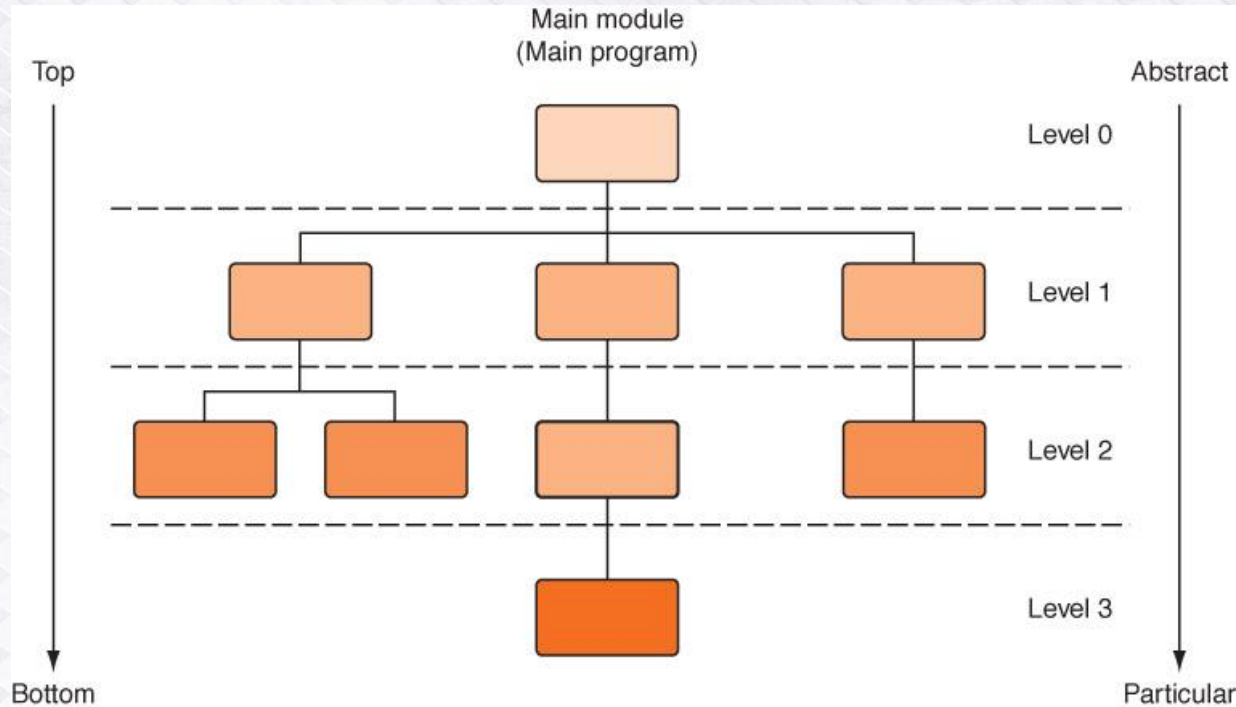 Main module
(Main program)
Top
Abstract
Level 0
Level 1
Level 2
Level 3
Bottom
Particular